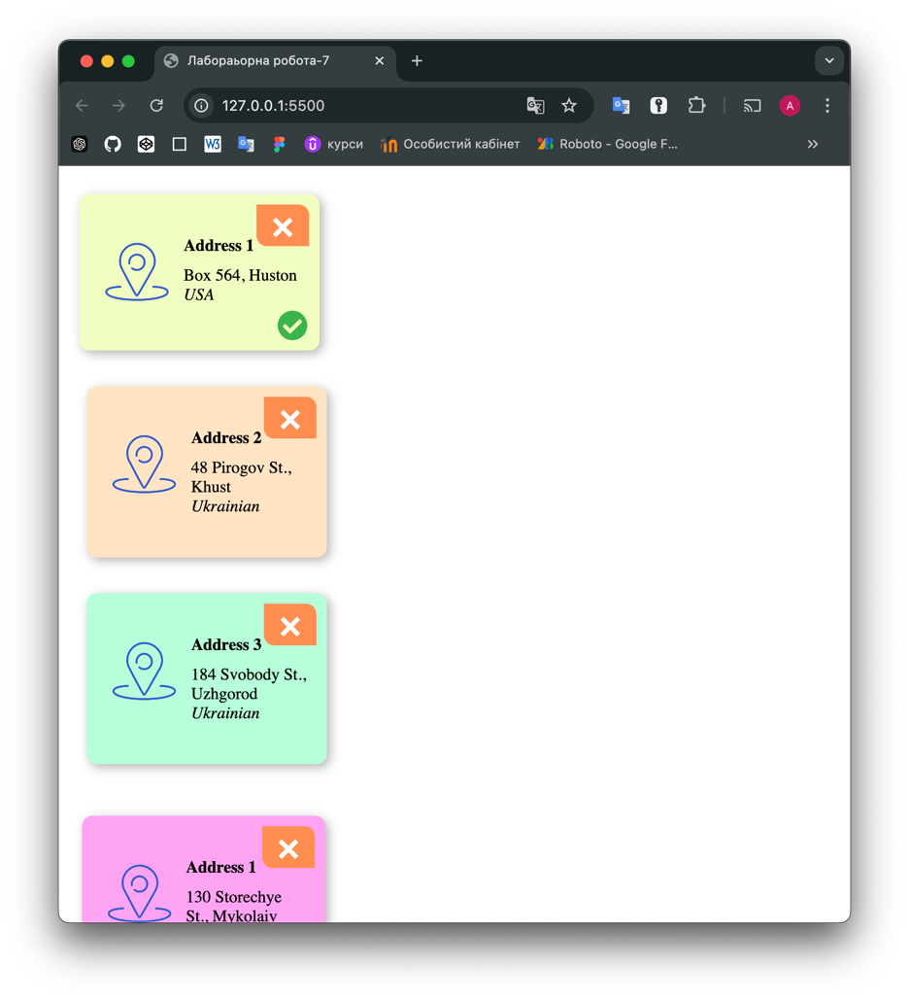 Лабораьорна робота-7
127.0.0.1:5500
A
W3
курси
Особистий кабінет
Roboto - Google F...
Address 1
Box 564, Huston
USA
Address 2
48 Pirogov St.,
Khust
Ukrainian
Address 3
184 Svobody St.,
Uzhgorod
Ukrainian
Address 1
130 Storechye
St., Mykolaiv